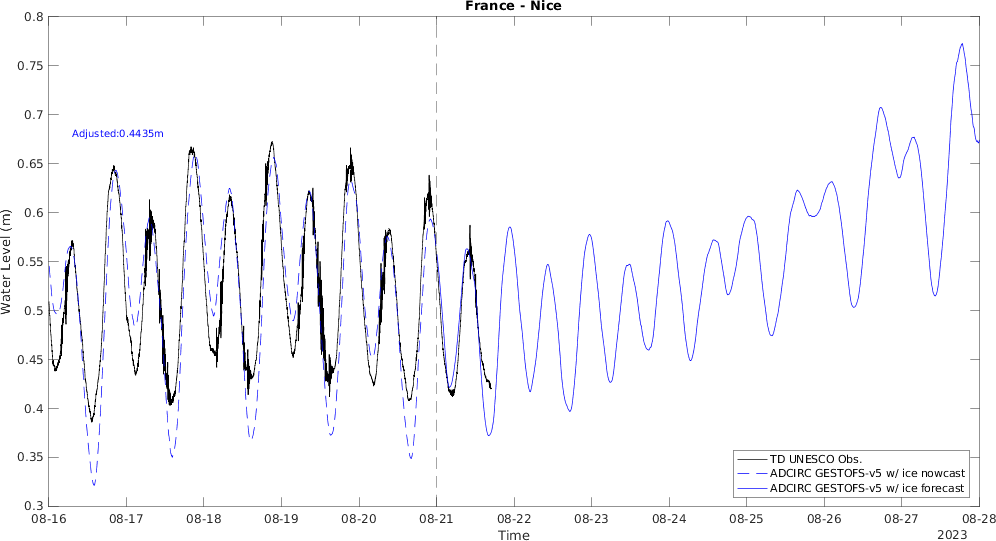 France - Nice
0.8
0.75
0.7
0.65
0.6
0.55
0.5
0.45
0.4
0.35
0.3
Water Level (m)
Adjusted:0.4435m
TD UNESCO Obs.
ADCIRC GESTOFS-v5 w/ ice nowcast
ADCIRC GESTOFS-v5 w/ ice forecast
08-16 08-17 08-18 08-19 08-20 08-21 08-22 08-23 08-24 08-25 08-26 08-27 08-28
Time
2023